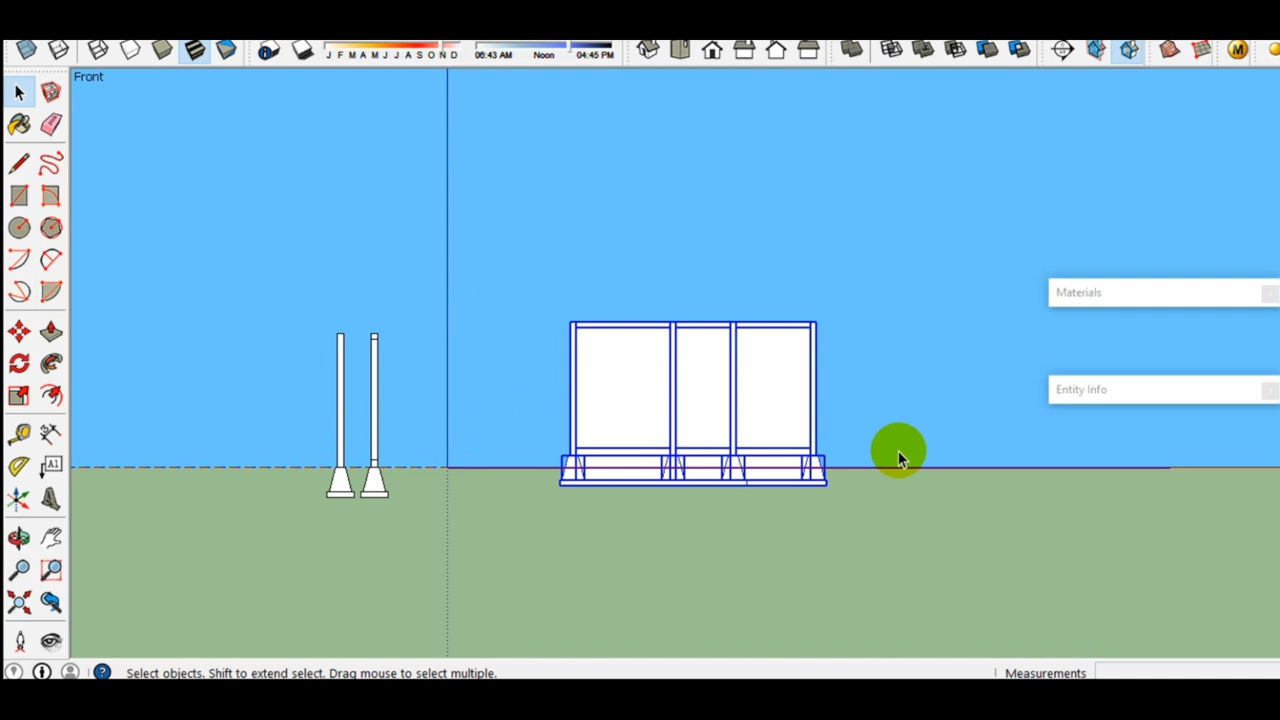 J F M A M J J A S O N D
06:43 AM Noon 04:45 PM
M
Front
Materials
A1
Entity Info
A
Select objects. Shift to extend select. Drag mouse to select multiple.
Measurements